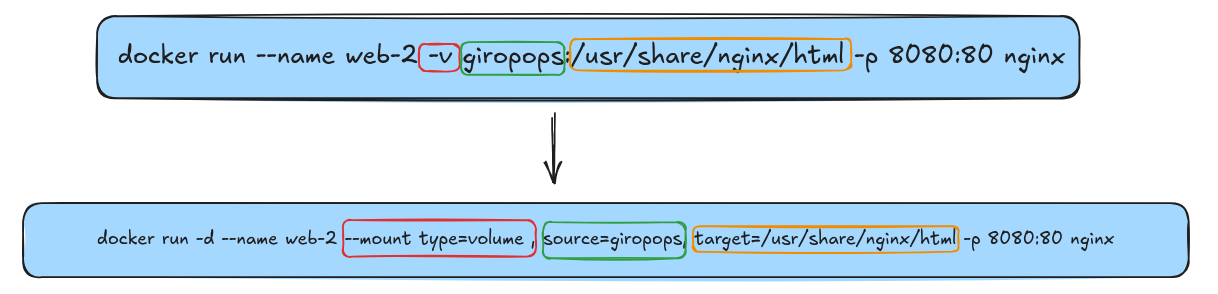 docker run --name web-2 -v giropops:/usr/share/nginx/html -p 8080:80 nginx
docker run -d --name web-2 --mount type=volume , source=giropops, target=/usr/share/nginx/html -p 8080:80 nginx